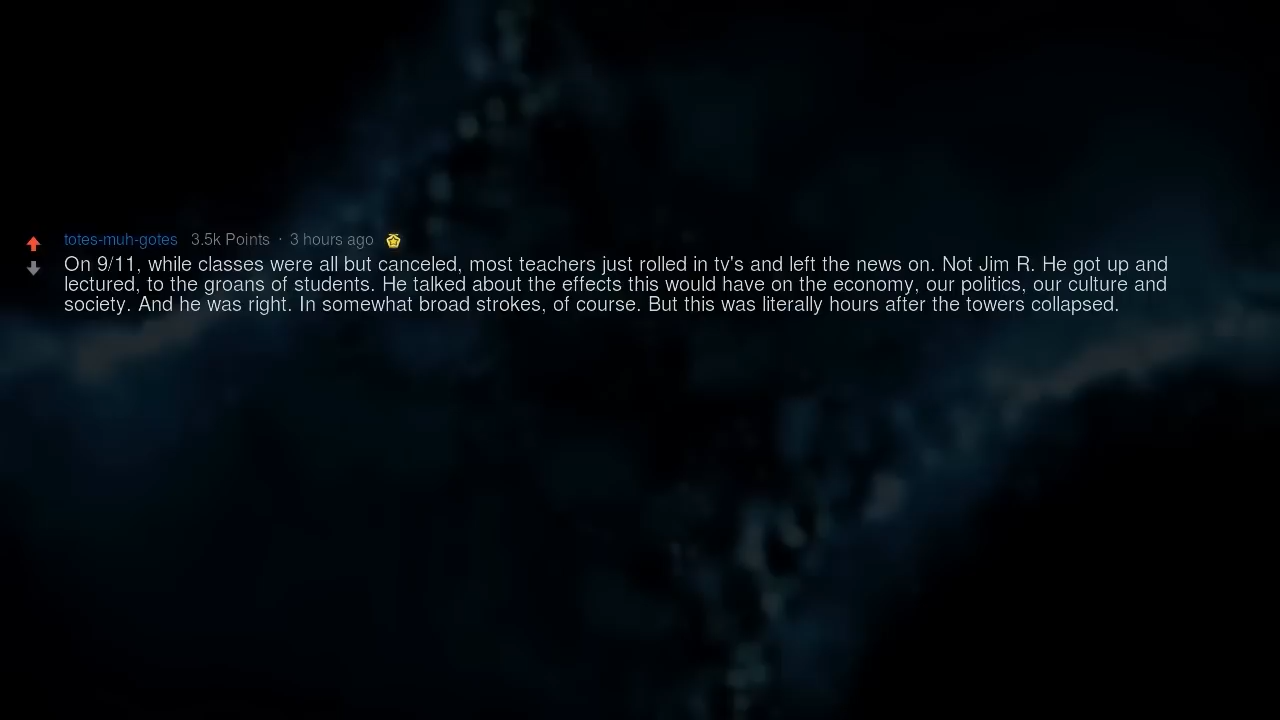 totes-muh-gotes 3.5k Points · 3 hours ago
On 9/11, while classes were all but canceled, most teachers just rolled in tv's and left the news on. Not Jim R. He got up and
lectured, to the groans of students. He talked about the effects this would have on the economy, our politics, our culture and
society. And he was right. In somewhat broad strokes, of course. But this was literally hours after the towers collapsed.